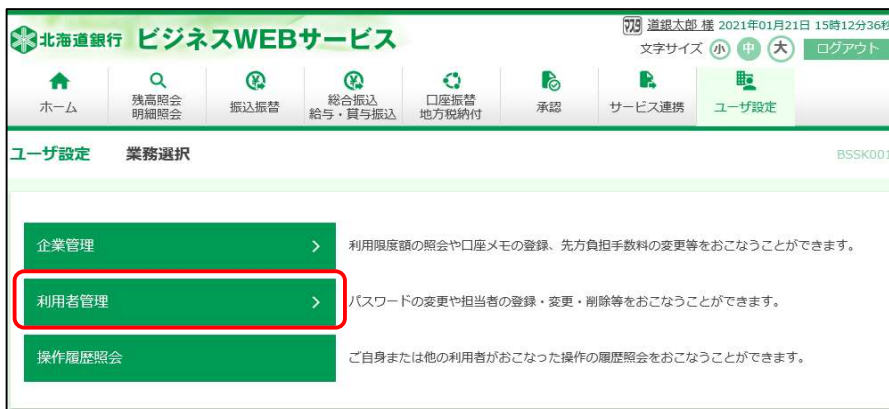 北海道銀行 ビジネスWEBサービス
道銀太郎 様 2021年01月21日 15時12分36秒
文字サイズ 小 中 大 ログアウト
ホーム
残高照会
明細照会
振込振替
総合振込
給与・賞与振込
口座振替
地方税納付
承認
サービス連携
ユーザ設定
ユーザ設定 業務選択 BSSK001
企業管理 利用限度額の照会や口座メモの登録、先方負担手数料の変更等をおこなうことができます。
利用者管理 パスワードの変更や担当者の登録・変更・削除等をおこなうことができます。
操作履歴照会 ご自身または他の利用者がおこなった操作の履歴照会をおこなうことができます。